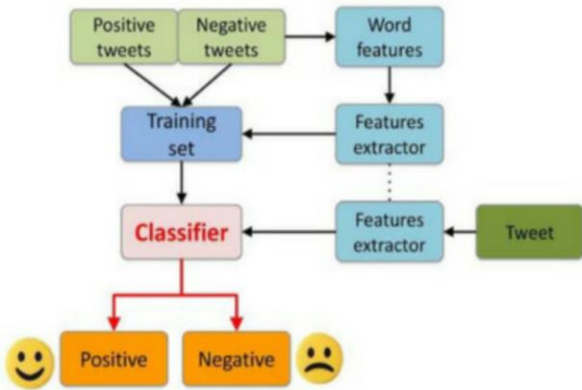 Positive
tweets
Negative
tweets
Word
features
Training
set
Features
extractor
Classifier
Features
extractor
Tweet
Positive
Negative